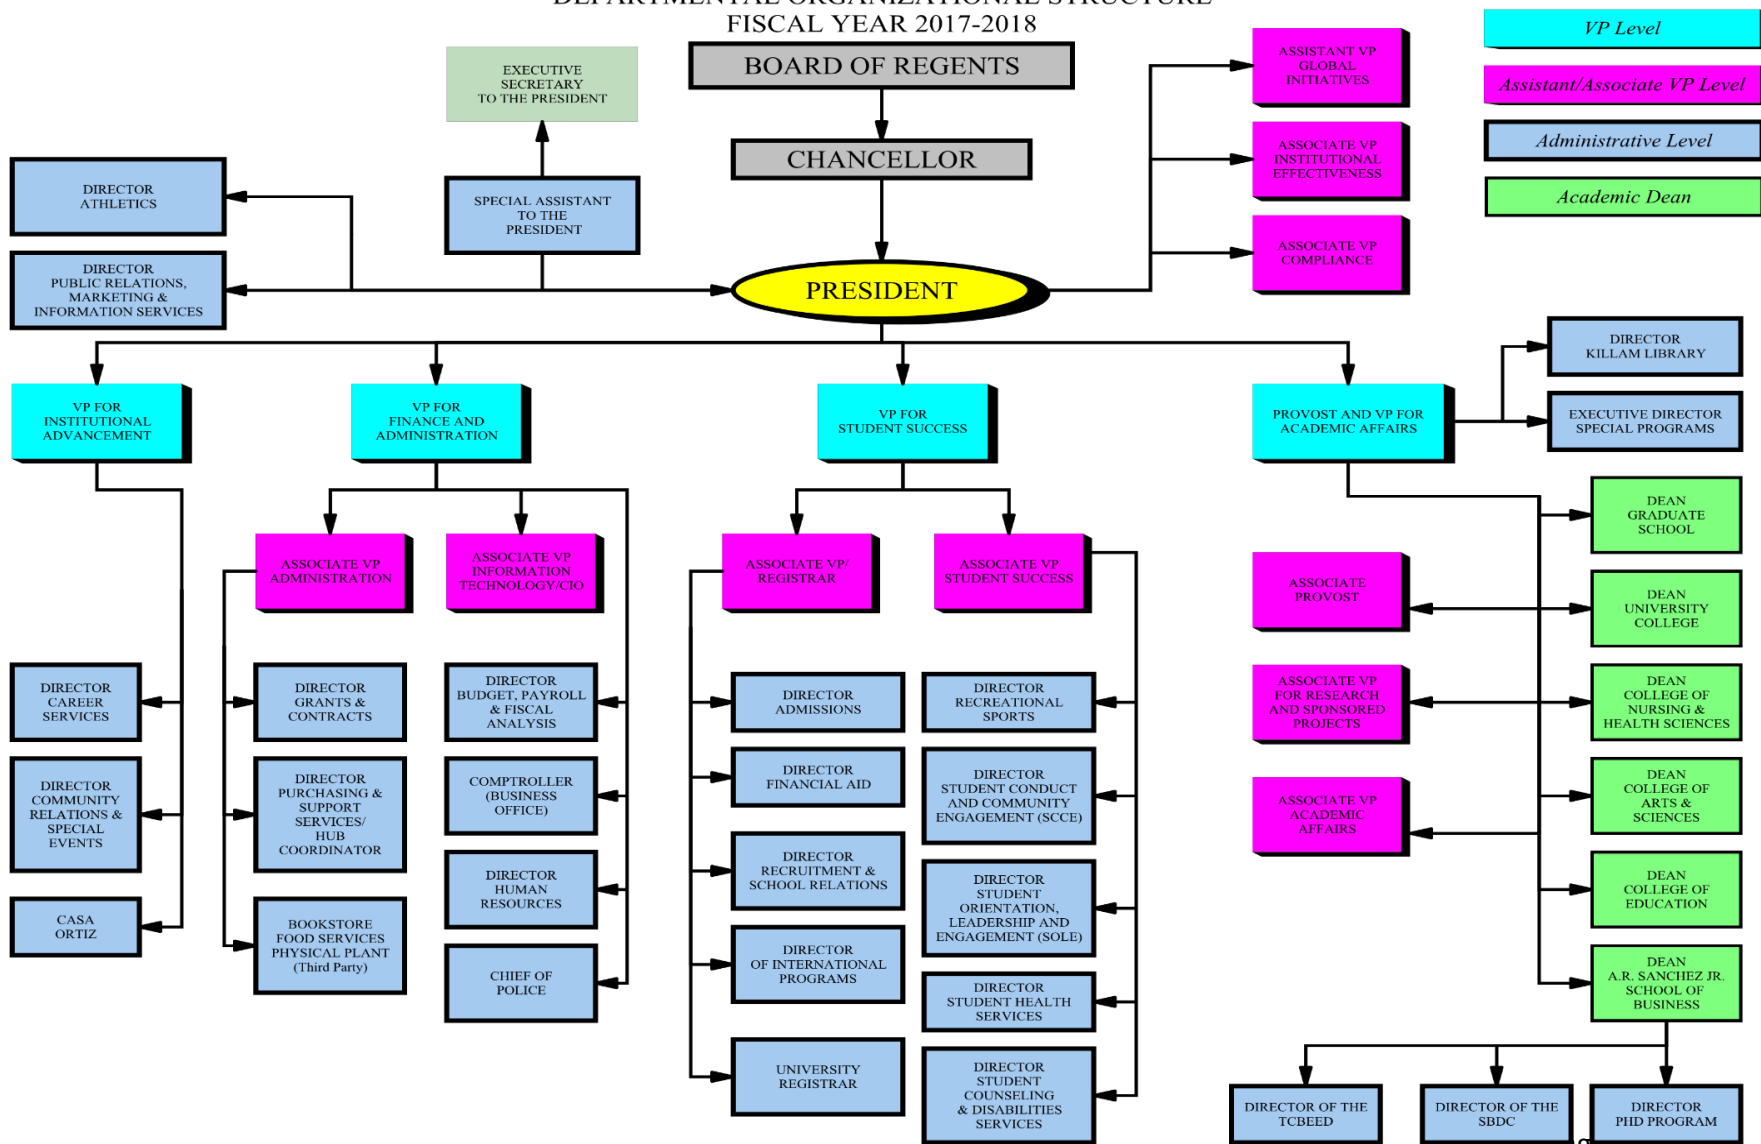 DEPARTMENTAL ORGANIZATIONAL STRUCTURE
FISCAL YEAR 2017-2018
BOARD OF REGENTS
CHANCELLOR
PRESIDENT
EXECUTIVE
SECRETARY
TO THE PRESIDENT
SPECIAL ASSISTANT
TO THE
PRESIDENT
DIRECTOR
ATHLETICS
DIRECTOR
PUBLIC RELATIONS,
MARKETING &
INFORMATION SERVICES
ASSISTANT VP
GLOBAL
INITIATIVES
ASSOCIATE VP
INSTITUTIONAL
EFFECTIVENESS
ASSOCIATE VP
COMPLIANCE
VP Level
Assistant/Associate VP Level
Administrative Level
Academic Dean
VP FOR
INSTITUTIONAL
ADVANCEMENT
DIRECTOR
CAREER
SERVICES
DIRECTOR
COMMUNITY
RELATIONS &
SPECIAL
EVENTS
CASA
ORTIZ
VP FOR
FINANCE AND
ADMINISTRATION
ASSOCIATE VP
ADMINISTRATION
DIRECTOR
GRANTS &
CONTRACTS
DIRECTOR
PURCHASING &
SUPPORT
SERVICES/
HUB
COORDINATOR
BOOKSTORE
FOOD SERVICES
PHYSICAL PLANT
(Third Party)
ASSOCIATE VP
INFORMATION
TECHNOLOGY/CIO
DIRECTOR
BUDGET, PAYROLL
& FISCAL
ANALYSIS
COMPTROLLER
(BUSINESS
OFFICE)
DIRECTOR
HUMAN
RESOURCES
CHIEF OF
POLICE
VP FOR
STUDENT SUCCESS
ASSOCIATE VP/
REGISTRAR
DIRECTOR
ADMISSIONS
DIRECTOR
FINANCIAL AID
DIRECTOR
RECRUITMENT &
SCHOOL RELATIONS
DIRECTOR
OF INTERNATIONAL
PROGRAMS
UNIVERSITY
REGISTRAR
ASSOCIATE VP
STUDENT SUCCESS
DIRECTOR
RECREATIONAL
SPORTS
DIRECTOR
STUDENT CONDUCT
AND COMMUNITY
ENGAGEMENT (SCCE)
DIRECTOR
STUDENT
ORIENTATION,
LEADERSHIP AND
ENGAGEMENT (SOLE)
DIRECTOR
STUDENT HEALTH
SERVICES
DIRECTOR
STUDENT
COUNSELING
& DISABILITIES
SERVICES
PROVOST AND VP FOR
ACADEMIC AFFAIRS
DIRECTOR
KILLAM LIBRARY
EXECUTIVE DIRECTOR
SPECIAL PROGRAMS
ASSOCIATE
PROVOST
ASSOCIATE VP
FOR RESEARCH
AND SPONSORED
PROJECTS
ASSOCIATE VP
ACADEMIC
AFFAIRS
DEAN
GRADUATE
SCHOOL
DEAN
UNIVERSITY
COLLEGE
DEAN
COLLEGE OF
NURSING &
HEALTH SCIENCES
DEAN
COLLEGE OF
ARTS &
SCIENCES
DEAN
COLLEGE OF
EDUCATION
DEAN
A.R. SANCHEZ JR.
SCHOOL OF
BUSINESS
DIRECTOR OF THE
TCBEED
DIRECTOR OF THE
SBDC
DIRECTOR
PHD PROGRAM